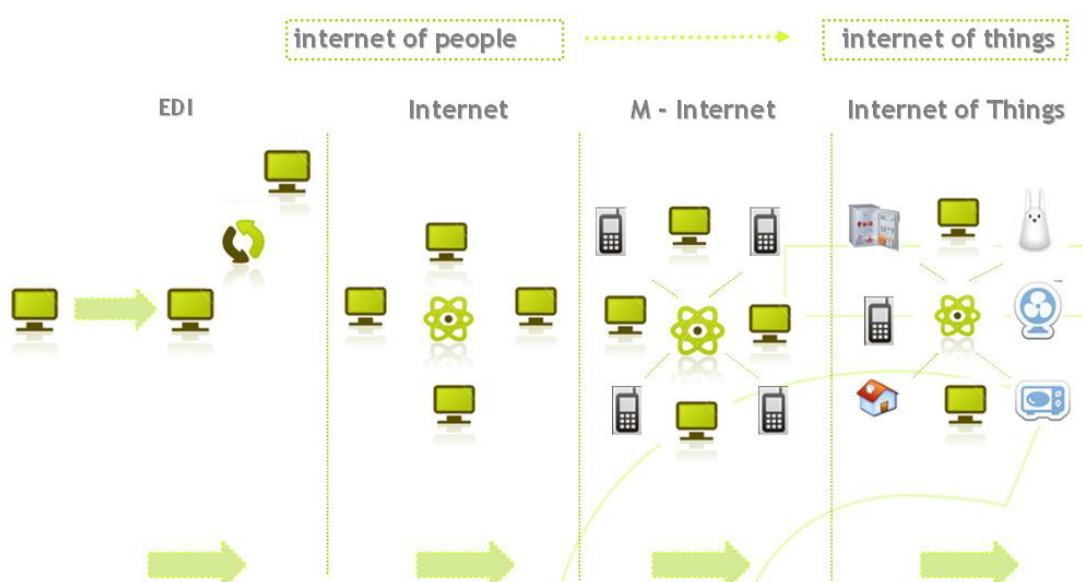 internet of people
internet of things
EDI
Internet
M - Internet
Internet of Things